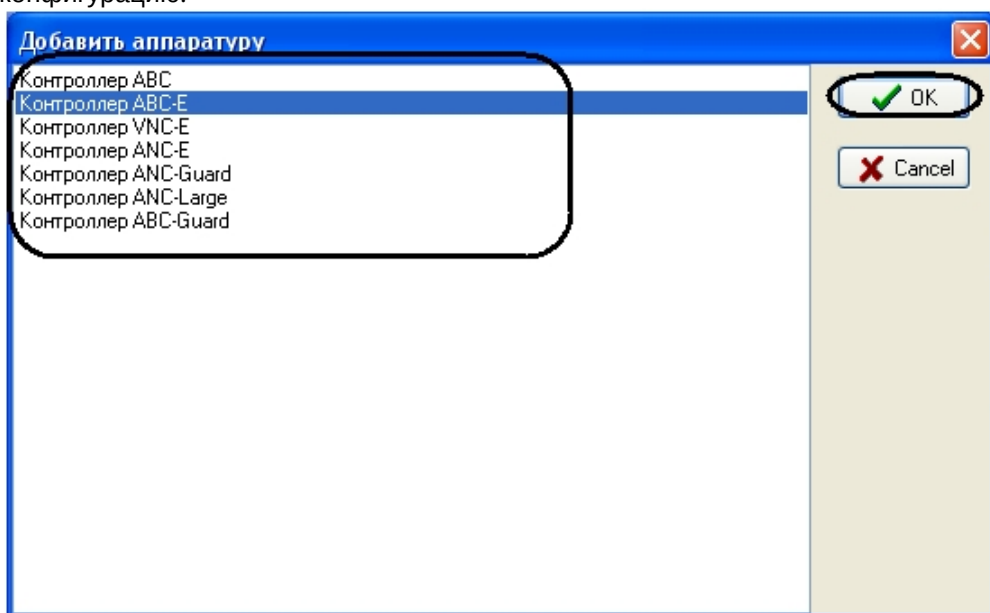 конфигурацию.
Добавить аппаратуру
Контроллер ABC
Контроллер ABC-E
Контроллер VNC-E
Контроллер ANC-E
Контроллер ANC-Guard
Контроллер ANC-Large
Контроллер ABC-Guard
OK
Cancel